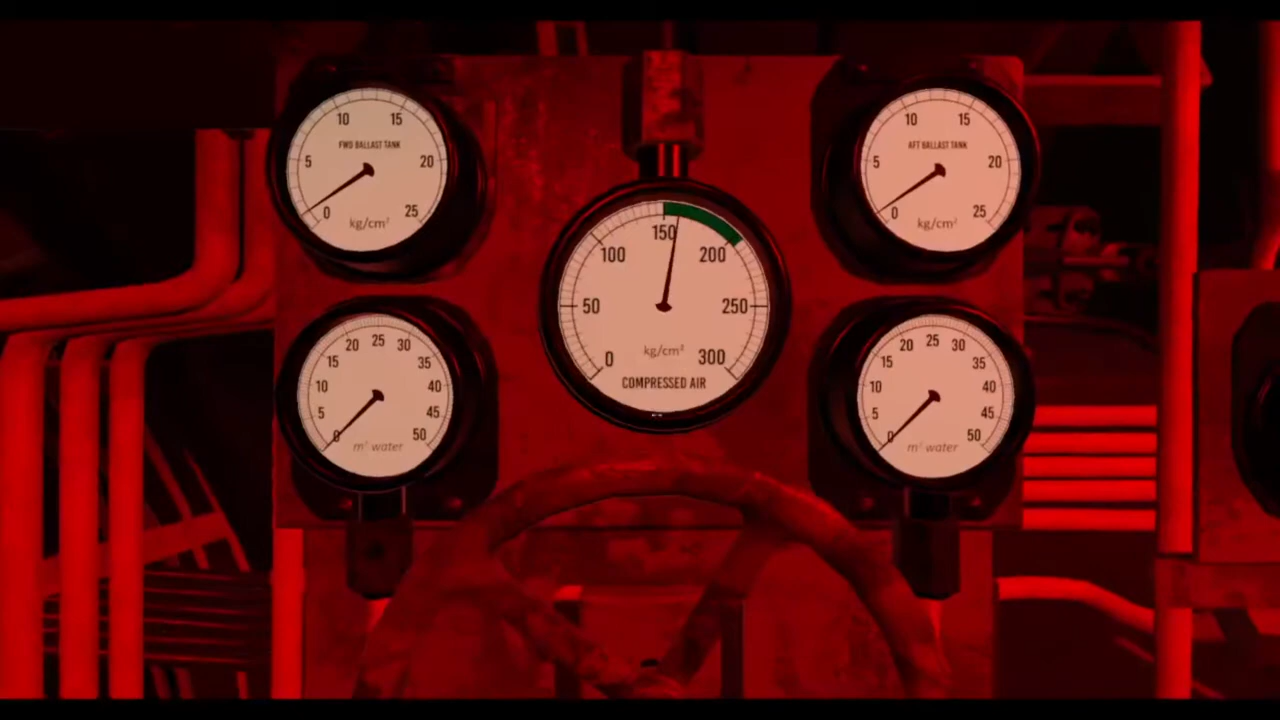 10 15
FWD BALLAST TANK
5 20
0 25
kg/cm²
10 15
AFT BALLAST TANK
5 20
0 25
kg/cm²
150
100 200
50 250
0 300
kg/cm²
COMPRESSED AIR
20 25 30
15 35
10 40
5 45
0 50
m³ water
20 25 30
15 35
10 40
5 45
0 50
m³ water